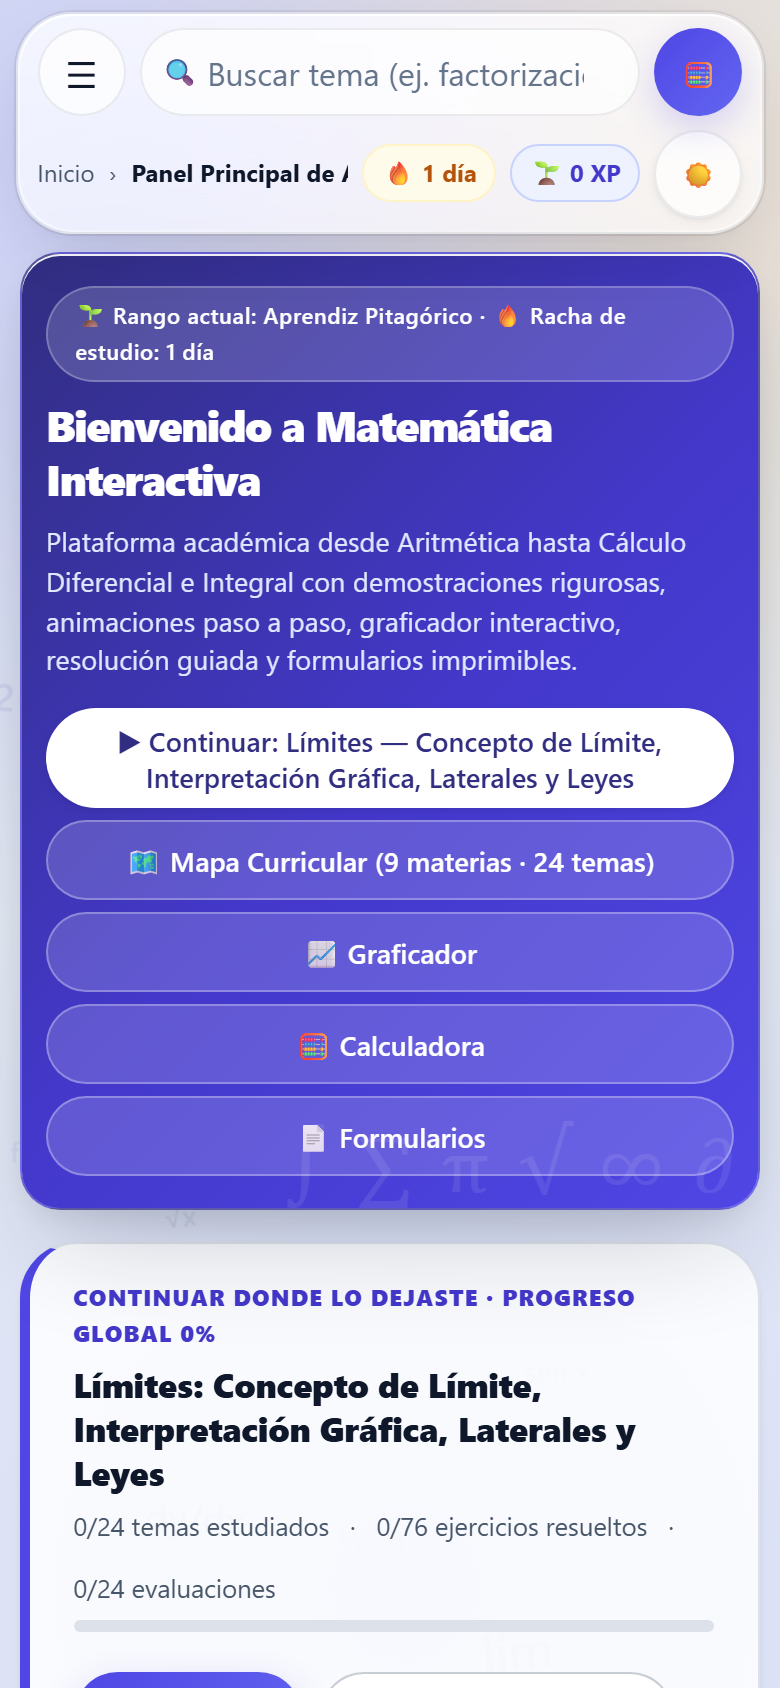 Buscar tema (ej. factorizaci
Inicio › Panel Principal de A
1 día
0 XP
Rango actual: Aprendiz Pitagórico · Racha de
estudio: 1 día
Bienvenido a Matemática
Interactiva
Plataforma académica desde Aritmética hasta Cálculo
Diferencial e Integral con demostraciones rigurosas,
animaciones paso a paso, graficador interactivo,
resolución guiada y formularios imprimibles.
▶ Continuar: Límites — Concepto de Límite,
Interpretación Gráfica, Laterales y Leyes
Mapa Curricular (9 materias · 24 temas)
Graficador
Calculadora
Formularios
∫ ∑ π √ ∞ ∂
√x
CONTINUAR DONDE LO DEJASTE · PROGRESO
GLOBAL 0%
Límites: Concepto de Límite,
Interpretación Gráfica, Laterales y
Leyes
0/24 temas estudiados · 0/76 ejercicios resueltos ·
0/24 evaluaciones
lim